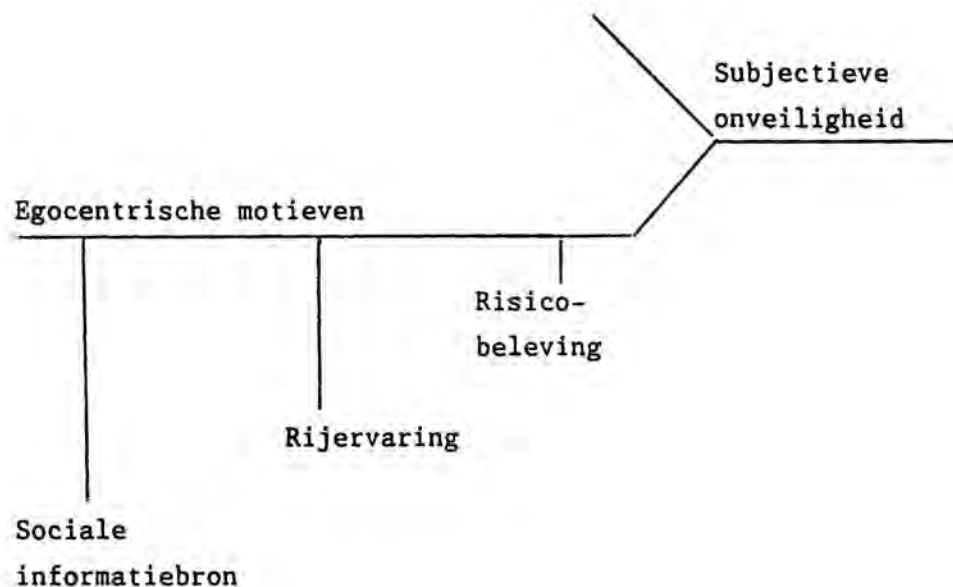 Subjectieve
onveiligheid
Egocentrische motieven
Risico-
beleving
Rijervaring
Sociale
informatiebron